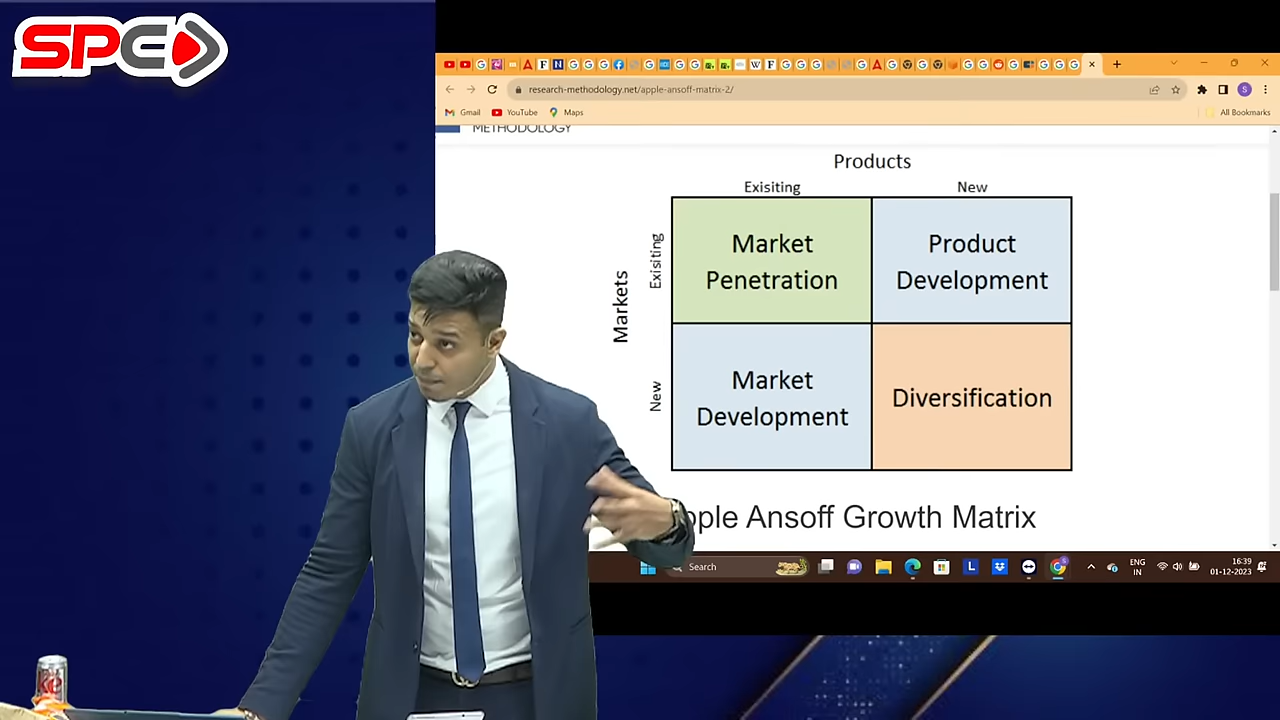 SPC
research-methodology.net/apple-ansoff-matrix-2/
Gmail
YouTube
Maps
All Bookmarks
METHODOLOGY
Products
Exisiting
New
Markets
Exisiting
New
Market
Penetration
Product
Development
Market
Development
Diversification
pple Ansoff Growth Matrix
Search
ENG
IN
16:39
01-12-2023
ke